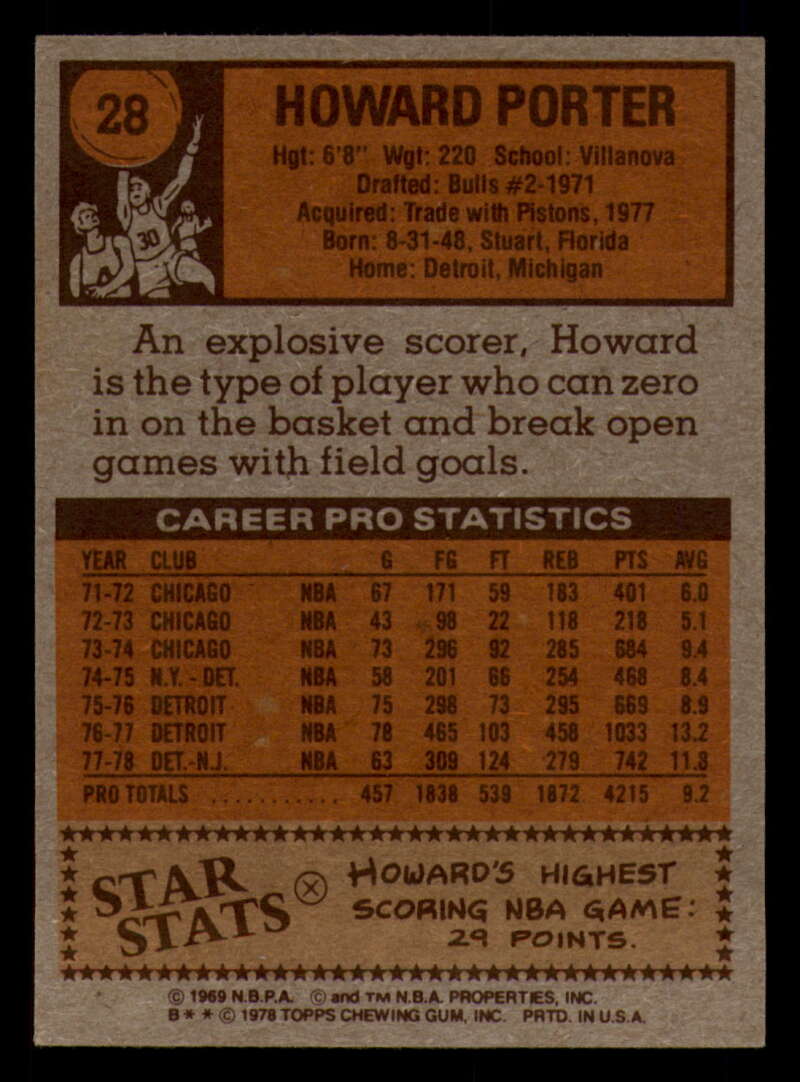 28
HOWARD PORTER
Hgt: 6'8" Wgt: 220 School: Villanova
Drafted: Bulls #2-1971
Acquired: Trade with Pistons, 1977
Born: 8-31-48, Stuart, Florida
Home: Detroit, Michigan
30
An explosive scorer, Howard
is the type of player who can zero
in on the basket and break open
games with field goals.
CAREER PRO STATISTICS
YEAR CLUB G FG FT REB PTS AVG
71-72 CHICAGO NBA 67 171 59 183 401 6.0
72-73 CHICAGO NBA 43 98 22 118 218 5.1
73-74 CHICAGO NBA 73 296 92 285 684 9.4
74-75 N.Y. - DET. NBA 58 201 66 254 468 8.4
75-76 DETROIT NBA 75 298 73 295 669 8.9
76-77 DETROIT NBA 78 465 103 458 1033 13.2
77-78 DET.-N.J. NBA 63 309 124 279 742 11.8
PRO TOTALS ........... 457 1838 539 1872 4215 9.2
STAR
STATS
HOWARD'S HIGHEST
SCORING NBA GAME:
29 POINTS.
© 1969 N.B.P.A. © and TM N.B.A. PROPERTIES, INC.
B * * © 1978 TOPPS CHEWING GUM, INC. PRTD. IN U.S.A.